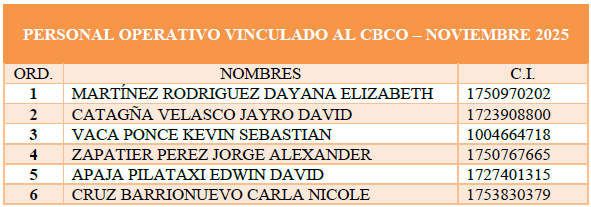 PERSONAL OPERATIVO VINCULADO AL CBCO – NOVIEMBRE 2025
ORD. NOMBRES C.I.
1 MARTÍNEZ RODRIGUEZ DAYANA ELIZABETH 1750970202
2 CATAGÑA VELASCO JAYRO DAVID 1723908800
3 VACA PONCE KEVIN SEBASTIAN 1004664718
4 ZAPATIER PEREZ JORGE ALEXANDER 1750767665
5 APAJA PILATAXI EDWIN DAVID 1727401315
6 CRUZ BARRIONUEVO CARLA NICOLE 1753830379